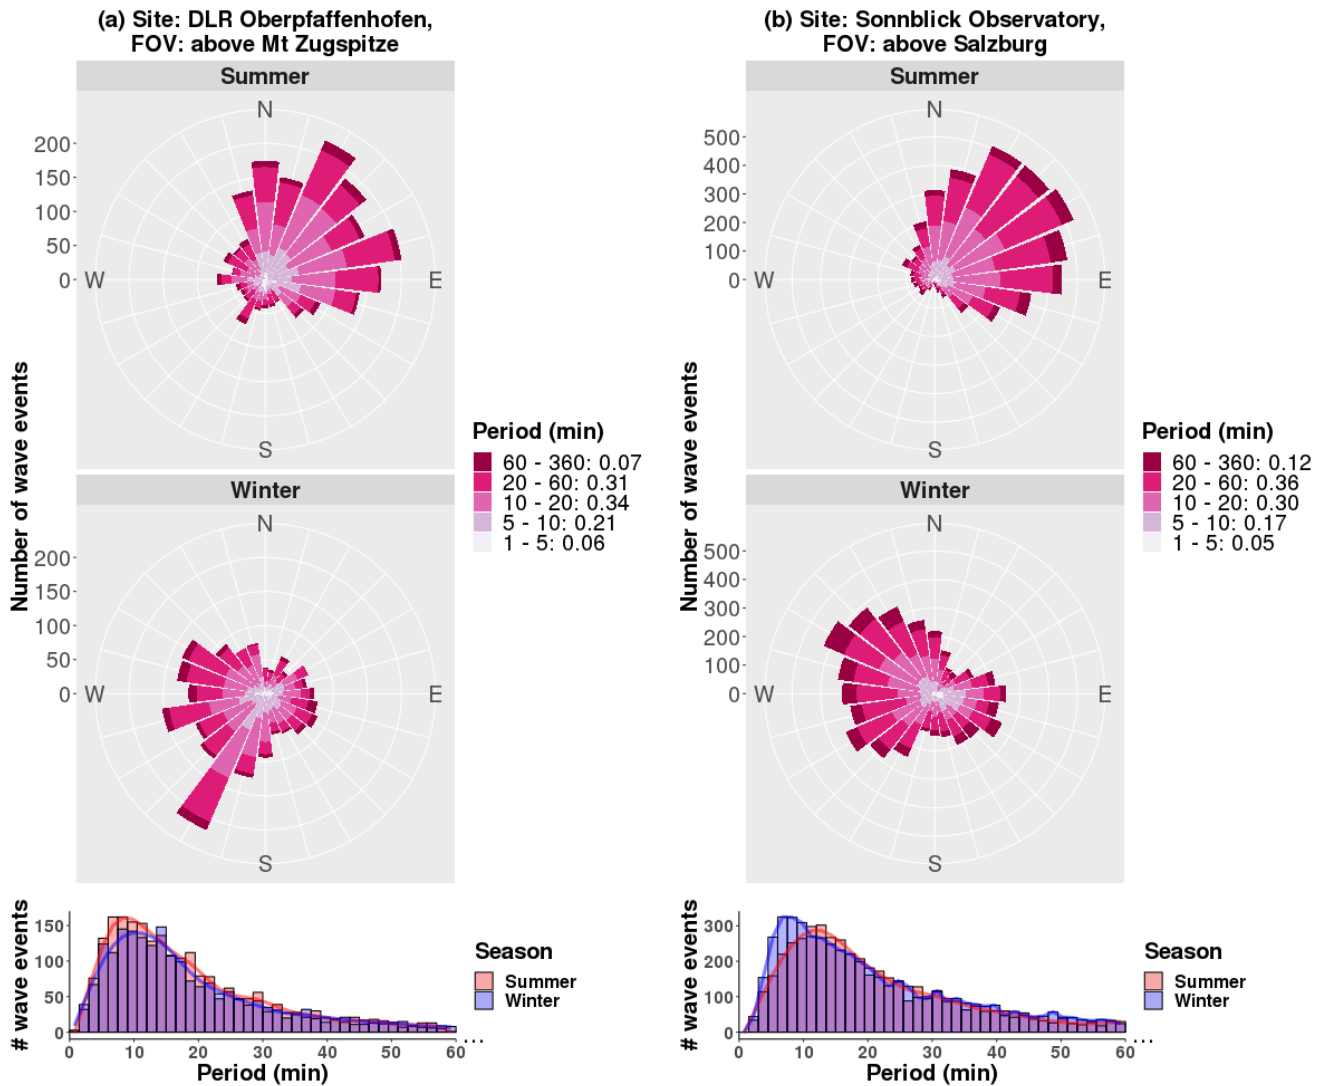 (a) Site: DLR Oberpfaffenhofen,
FOV: above Mt Zugspitze
Summer
N
200
150
100
50
0
W
E
S
Number of wave events
Winter
N
200
150
100
50
0
W
E
S
Period (min)
60 - 360: 0.07
20 - 60: 0.31
10 - 20: 0.34
5 - 10: 0.21
1 - 5: 0.06
# wave events
150
100
50
0
0 10 20 30 40 50 60 ...
Period (min)
Season
Summer
Winter
(b) Site: Sonnblick Observatory,
FOV: above Salzburg
Summer
N
500
400
300
200
100
0
W
E
S
Number of wave events
Winter
N
500
400
300
200
100
0
W
E
S
Period (min)
60 - 360: 0.12
20 - 60: 0.36
10 - 20: 0.30
5 - 10: 0.17
1 - 5: 0.05
# wave events
300
200
100
0
0 10 20 30 40 50 60 ...
Period (min)
Season
Summer
Winter